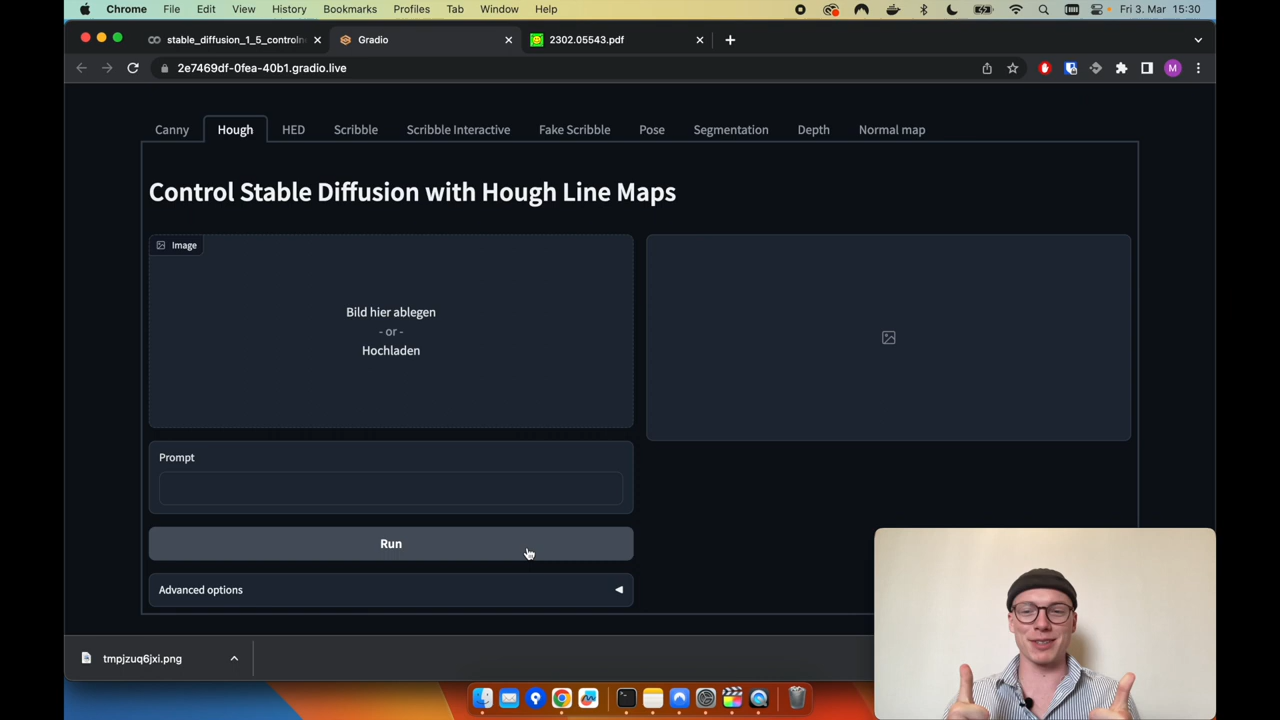 Chrome File Edit View History Bookmarks Profiles Tab Window Help Fri 3. Mar 15:30
stable_diffusion_1_5_controln Gradio 2302.05543.pdf
2e7469df-0fea-40b1.gradio.live
M
Canny Hough HED Scribble Scribble Interactive Fake Scribble Pose Segmentation Depth Normal map
Control Stable Diffusion with Hough Line Maps
Image
Bild hier ablegen
- or -
Hochladen
Prompt
Run
Advanced options
tmpjzuq6jxi.png